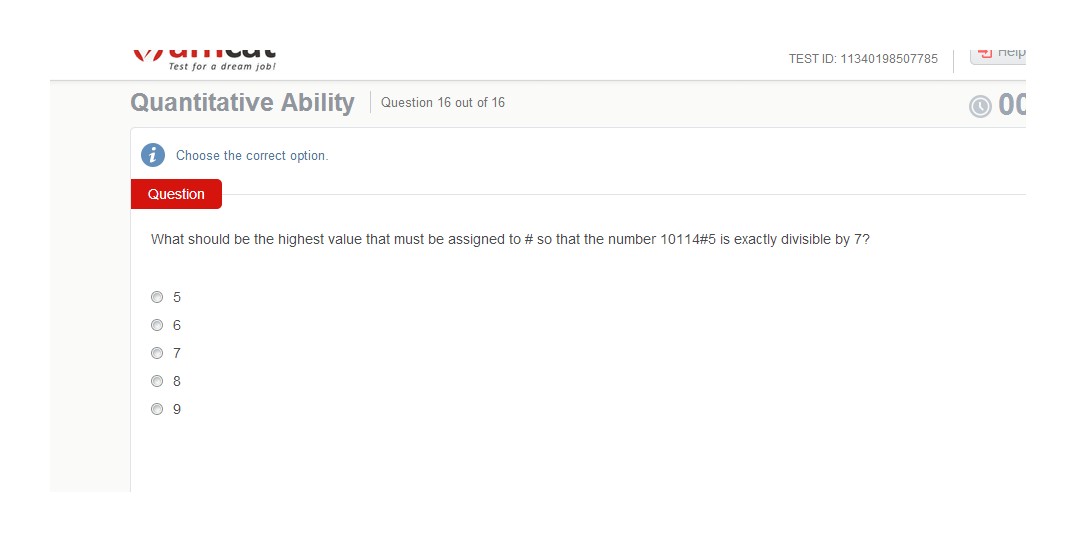 Test for a dream job!
TEST ID: 11340198507785
Help
Quantitative Ability
Question 16 out of 16
00
Choose the correct option.
Question
What should be the highest value that must be assigned to # so that the number 10114#5 is exactly divisible by 7?
5
6
7
8
9